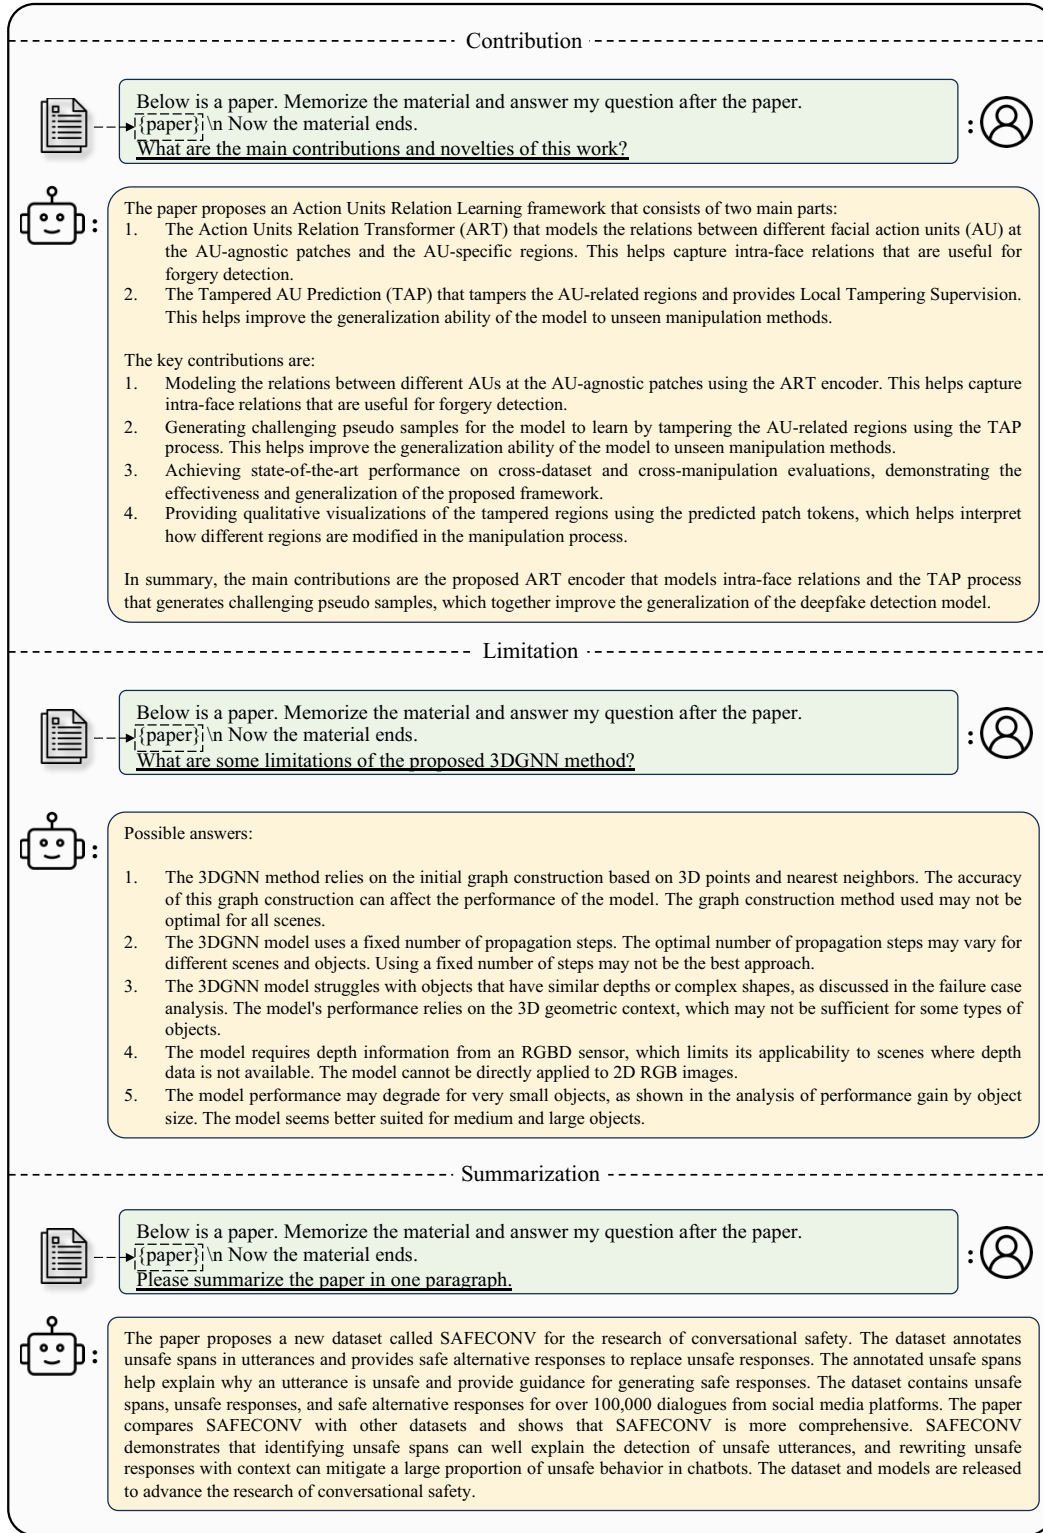 Contribution
Below is a paper. Memorize the material and answer my question after the paper.
{paper} \n Now the material ends.
What are the main contributions and novelties of this work?
:
:
The paper proposes an Action Units Relation Learning framework that consists of two main parts:
1. The Action Units Relation Transformer (ART) that models the relations between different facial action units (AU) at
the AU-agnostic patches and the AU-specific regions. This helps capture intra-face relations that are useful for
forgery detection.
2. The Tampered AU Prediction (TAP) that tampers the AU-related regions and provides Local Tampering Supervision.
This helps improve the generalization ability of the model to unseen manipulation methods.
The key contributions are:
1. Modeling the relations between different AUs at the AU-agnostic patches using the ART encoder. This helps capture
intra-face relations that are useful for forgery detection.
2. Generating challenging pseudo samples for the model to learn by tampering the AU-related regions using the TAP
process. This helps improve the generalization ability of the model to unseen manipulation methods.
3. Achieving state-of-the-art performance on cross-dataset and cross-manipulation evaluations, demonstrating the
effectiveness and generalization of the proposed framework.
4. Providing qualitative visualizations of the tampered regions using the predicted patch tokens, which helps interpret
how different regions are modified in the manipulation process.
In summary, the main contributions are the proposed ART encoder that models intra-face relations and the TAP process
that generates challenging pseudo samples, which together improve the generalization of the deepfake detection model.
Limitation
Below is a paper. Memorize the material and answer my question after the paper.
{paper} \n Now the material ends.
What are some limitations of the proposed 3DGNN method?
:
:
Possible answers:
1. The 3DGNN method relies on the initial graph construction based on 3D points and nearest neighbors. The accuracy
of this graph construction can affect the performance of the model. The graph construction method used may not be
optimal for all scenes.
2. The 3DGNN model uses a fixed number of propagation steps. The optimal number of propagation steps may vary for
different scenes and objects. Using a fixed number of steps may not be the best approach.
3. The 3DGNN model struggles with objects that have similar depths or complex shapes, as discussed in the failure case
analysis. The model's performance relies on the 3D geometric context, which may not be sufficient for some types of
objects.
4. The model requires depth information from an RGBD sensor, which limits its applicability to scenes where depth
data is not available. The model cannot be directly applied to 2D RGB images.
5. The model performance may degrade for very small objects, as shown in the analysis of performance gain by object
size. The model seems better suited for medium and large objects.
Summarization
Below is a paper. Memorize the material and answer my question after the paper.
{paper} \n Now the material ends.
Please summarize the paper in one paragraph.
:
:
The paper proposes a new dataset called SAFECONV for the research of conversational safety. The dataset annotates
unsafe spans in utterances and provides safe alternative responses to replace unsafe responses. The annotated unsafe spans
help explain why an utterance is unsafe and provide guidance for generating safe responses. The dataset contains unsafe
spans, unsafe responses, and safe alternative responses for over 100,000 dialogues from social media platforms. The paper
compares SAFECONV with other datasets and shows that SAFECONV is more comprehensive. SAFECONV
demonstrates that identifying unsafe spans can well explain the detection of unsafe utterances, and rewriting unsafe
responses with context can mitigate a large proportion of unsafe behavior in chatbots. The dataset and models are released
to advance the research of conversational safety.